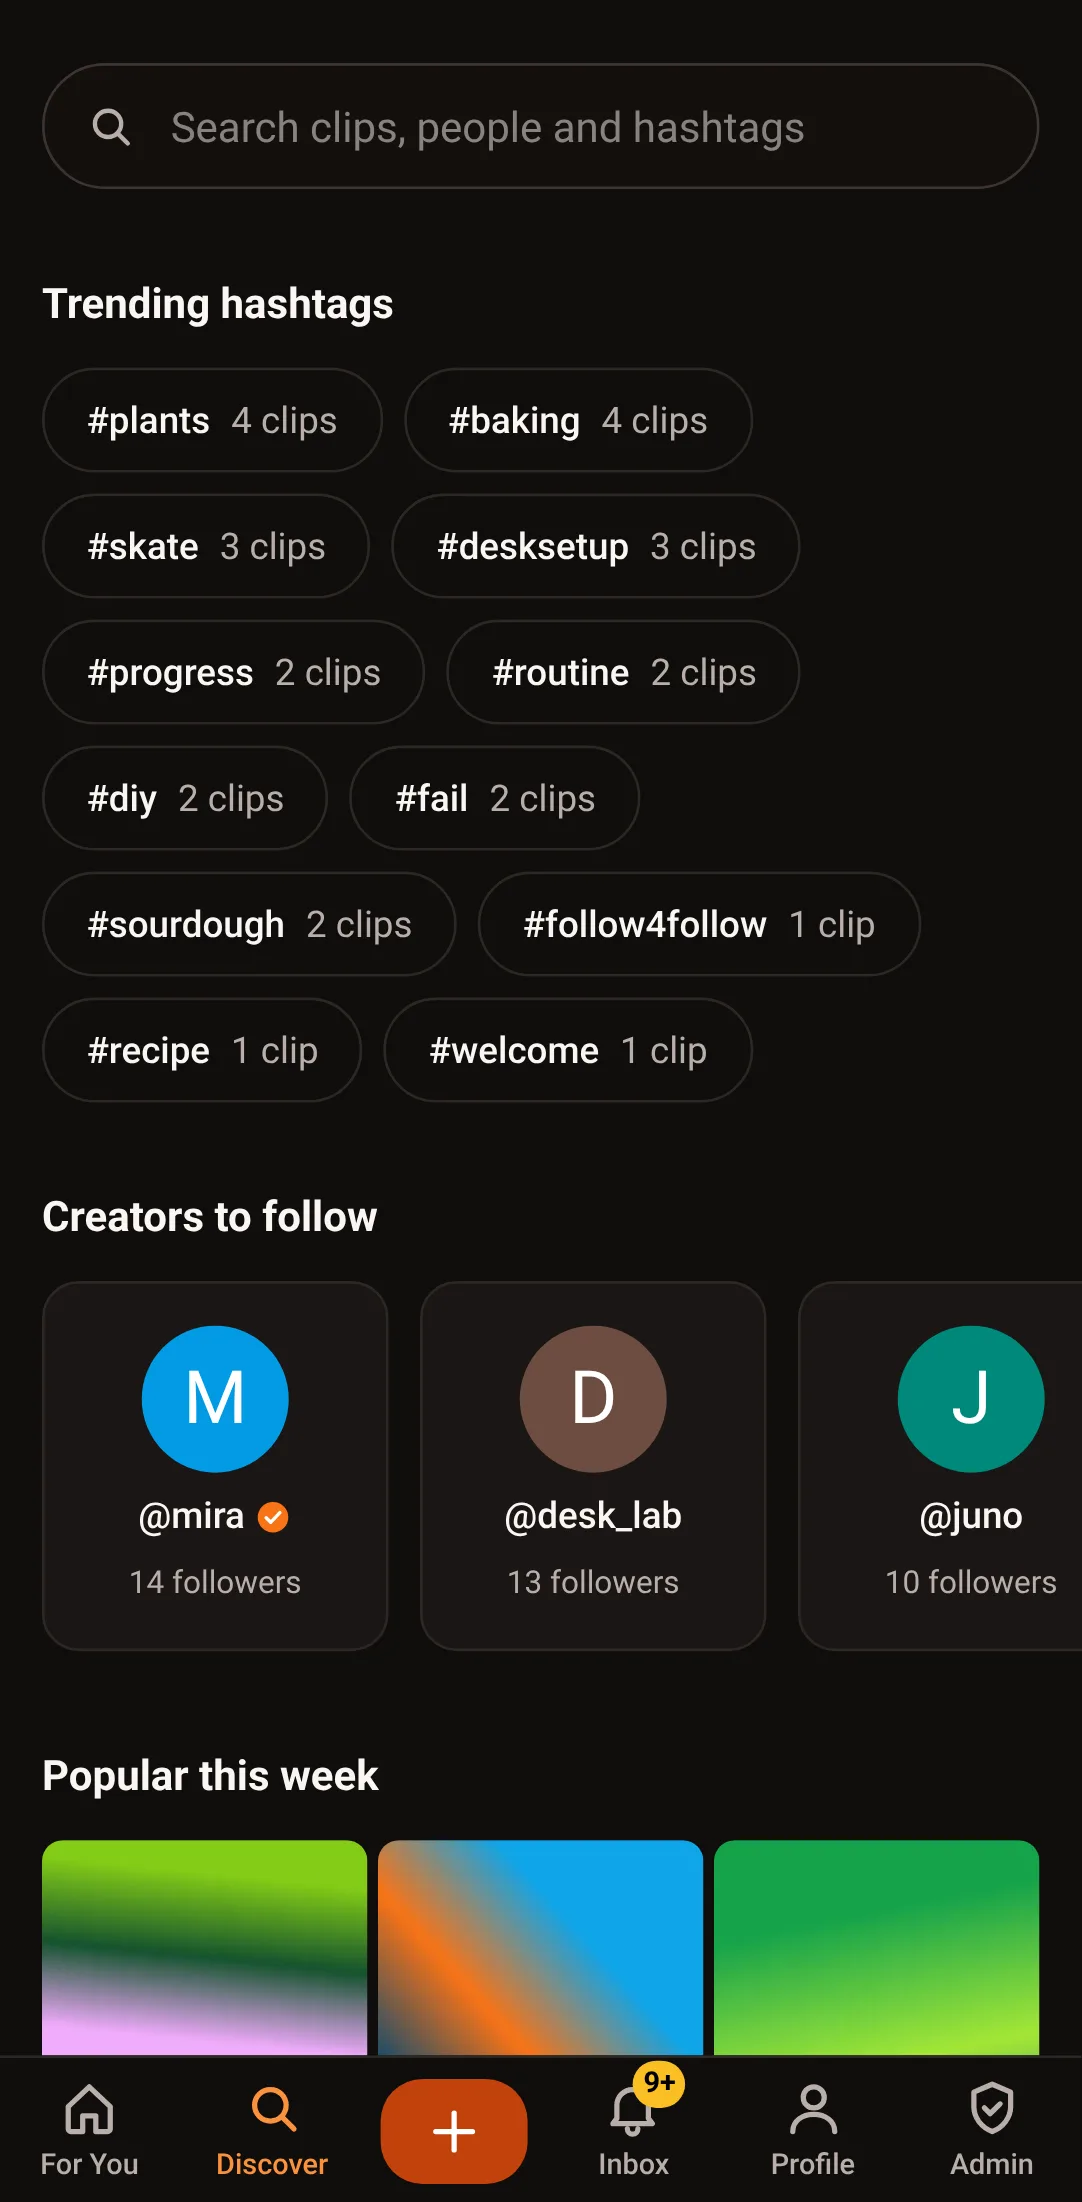 Search clips, people and hashtags
Trending hashtags
#plants 4 clips #baking 4 clips
#skate 3 clips #desksetup 3 clips
#progress 2 clips #routine 2 clips
#diy 2 clips #fail 2 clips
#sourdough 2 clips #follow4follow 1 clip
#recipe 1 clip #welcome 1 clip
Creators to follow
M D J
@mira @desk_lab @juno
14 followers 13 followers 10 followers
Popular this week
9+
For You Discover Inbox Profile Admin